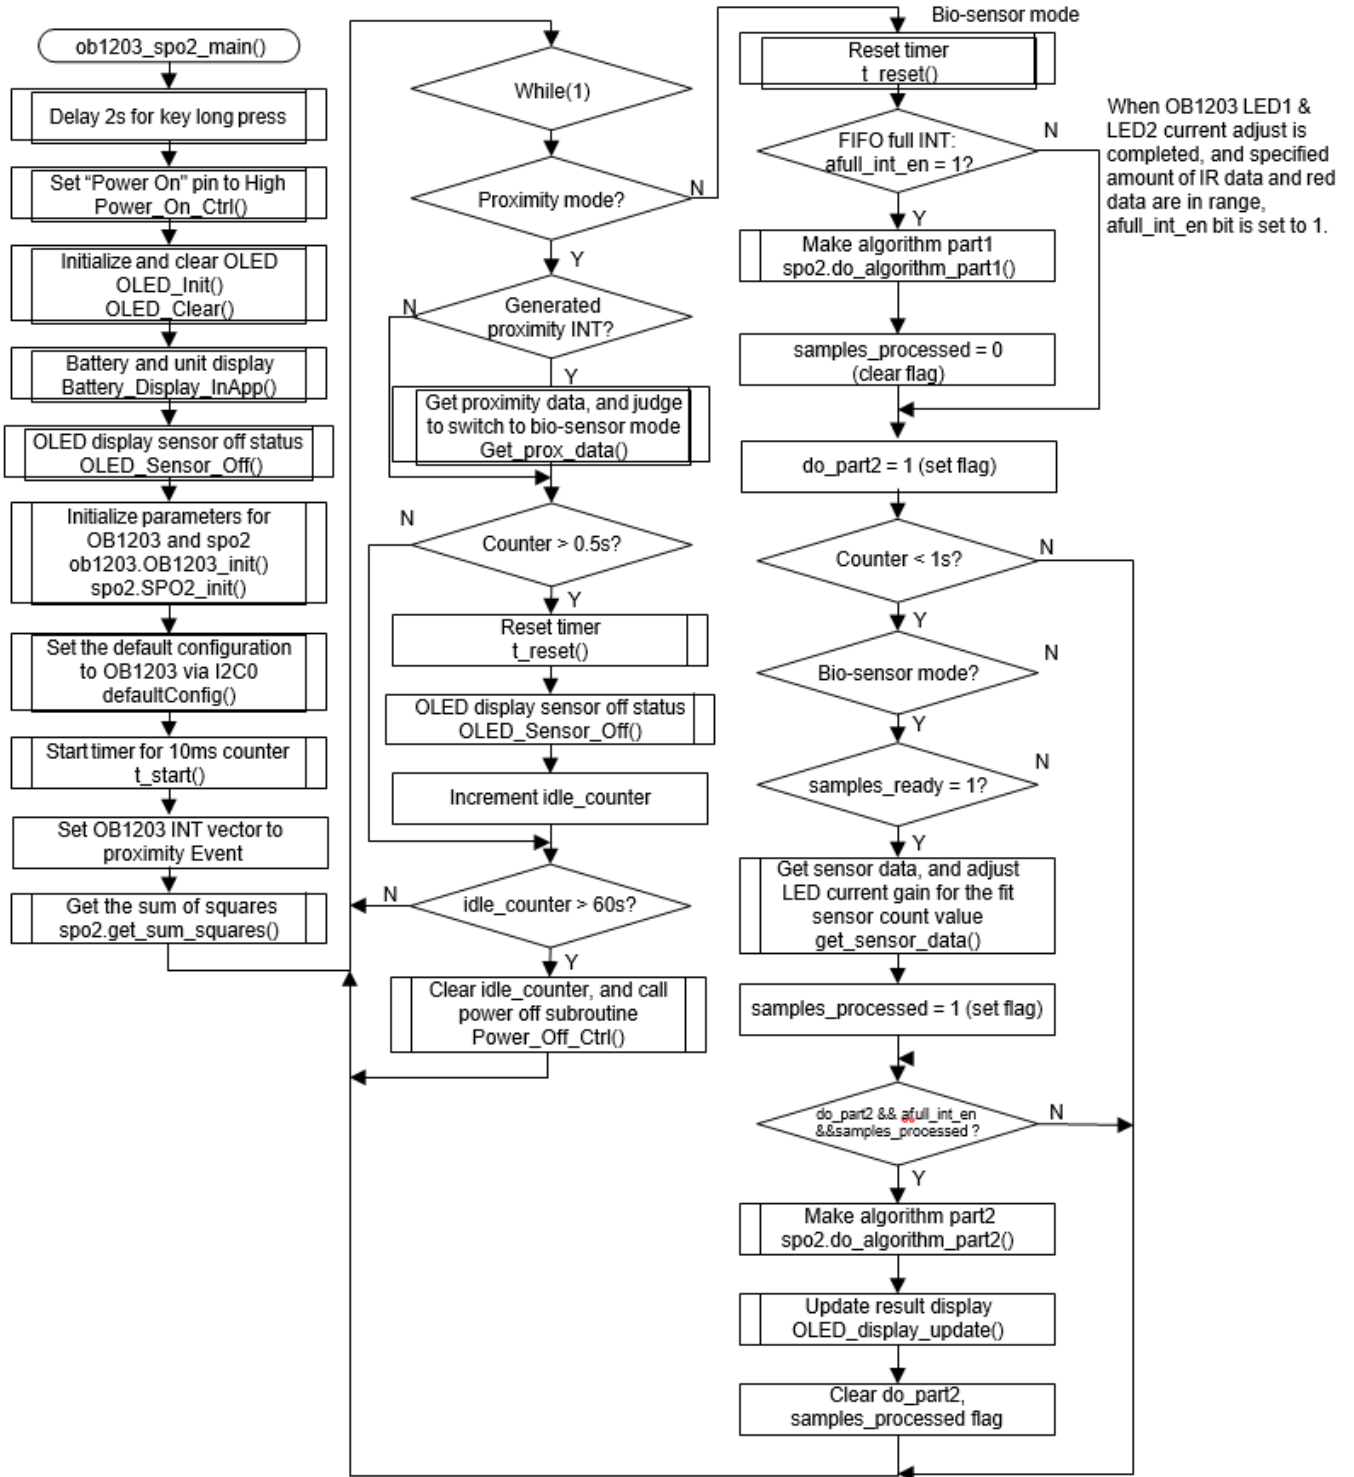 ob1203_spo2_main()
Delay 2s for key long press
Set “Power On” pin to High
Power_On_Ctrl()
Initialize and clear OLED
OLED_Init()
OLED_Clear()
Battery and unit display
Battery_Display_InApp()
OLED display sensor off status
OLED_Sensor_Off()
Initialize parameters for
OB1203 and spo2
ob1203.OB1203_init()
spo2.SPO2_init()
Set the default configuration
to OB1203 via I2C0
defaultConfig()
Start timer for 10ms counter
t_start()
Set OB1203 INT vector to
proximity Event
Get the sum of squares
spo2.get_sum_squares()
While(1)
Proximity mode?
N
Y
Generated
proximity INT?
N
Y
Get proximity data, and judge
to switch to bio-sensor mode
Get_prox_data()
Counter > 0.5s?
N
Y
Reset timer
t_reset()
OLED display sensor off status
OLED_Sensor_Off()
Increment idle_counter
idle_counter > 60s?
N
Y
Clear idle_counter, and call
power off subroutine
Power_Off_Ctrl()
Bio-sensor mode
Reset timer
t_reset()
FIFO full INT:
afull_int_en = 1?
N
Y
When OB1203 LED1 &
LED2 current adjust is
completed, and specified
amount of IR data and red
data are in range,
afull_int_en bit is set to 1.
Make algorithm part1
spo2.do_algorithm_part1()
samples_processed = 0
(clear flag)
do_part2 = 1 (set flag)
Counter < 1s?
N
Y
Bio-sensor mode?
N
Y
samples_ready = 1?
N
Y
Get sensor data, and adjust
LED current gain for the fit
sensor count value
get_sensor_data()
samples_processed = 1 (set flag)
do_part2 && afull_int_en
&&samples_processed ?
N
Y
Make algorithm part2
spo2.do_algorithm_part2()
Update result display
OLED_display_update()
Clear do_part2,
samples_processed flag